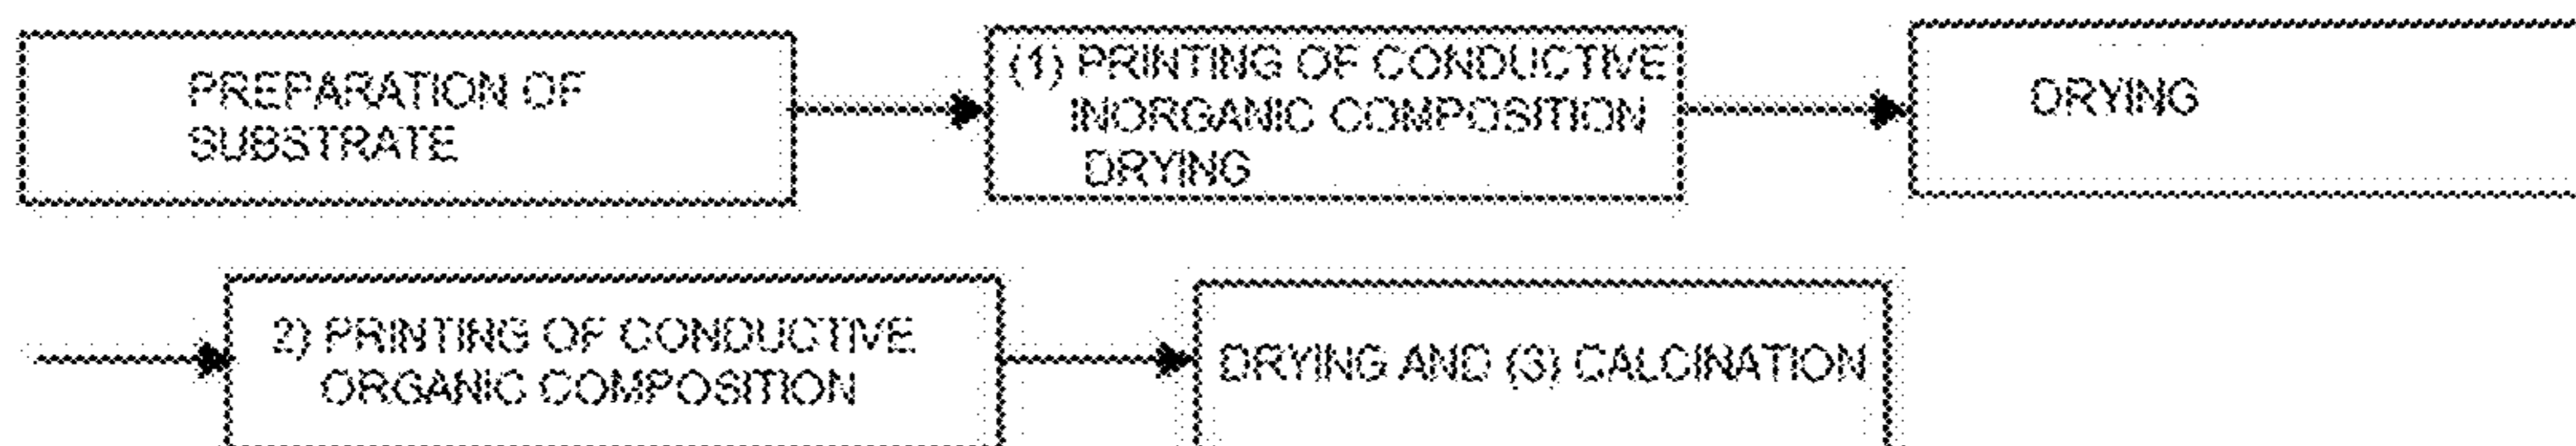 PREPARATION OF
SUBSTRATE
(1) PRINTING OF CONDUCTIVE
INORGANIC COMPOSITION
DRYING
DRYING
2) PRINTING OF CONDUCTIVE
ORGANIC COMPOSITION
DRYING AND (3) CALCINATION